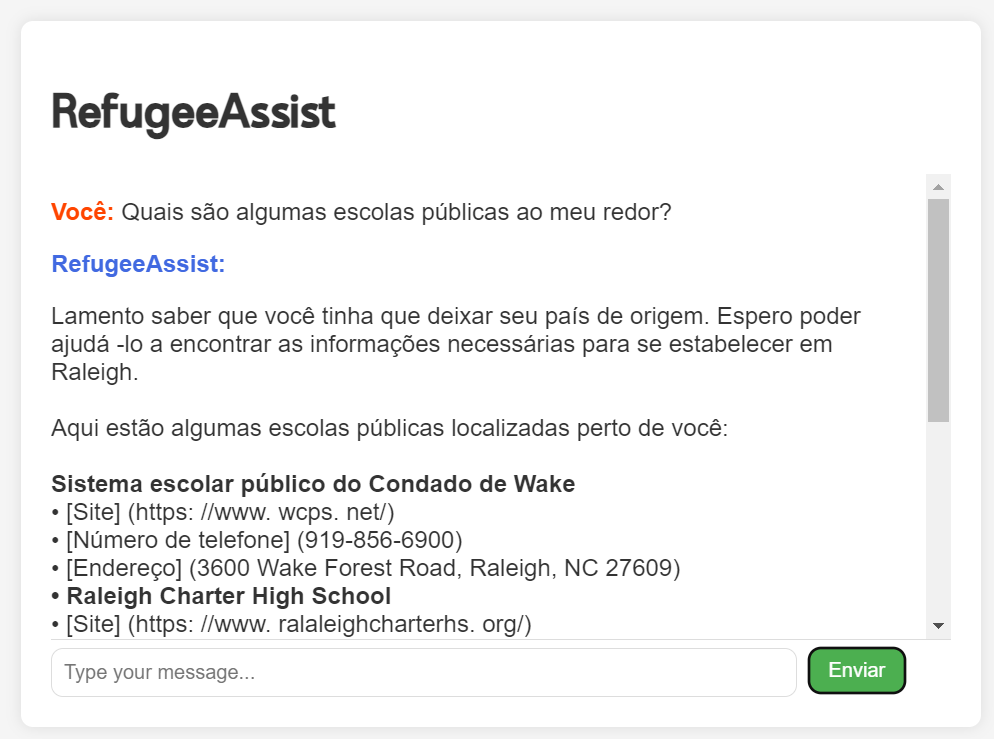 RefugeeAssist
Você: Quais são algumas escolas públicas ao meu redor?
RefugeeAssist:
Lamento saber que você tinha que deixar seu país de origem. Espero poder
ajudá -lo a encontrar as informações necessárias para se estabelecer em
Raleigh.
Aqui estão algumas escolas públicas localizadas perto de você:
Sistema escolar público do Condado de Wake
• [Site] (https: //www. wcps. net/)
• [Número de telefone] (919-856-6900)
• [Endereço] (3600 Wake Forest Road, Raleigh, NC 27609)
• Raleigh Charter High School
• [Site] (https: //www. ralaleighcharterhs. org/)
Type your message...
Enviar